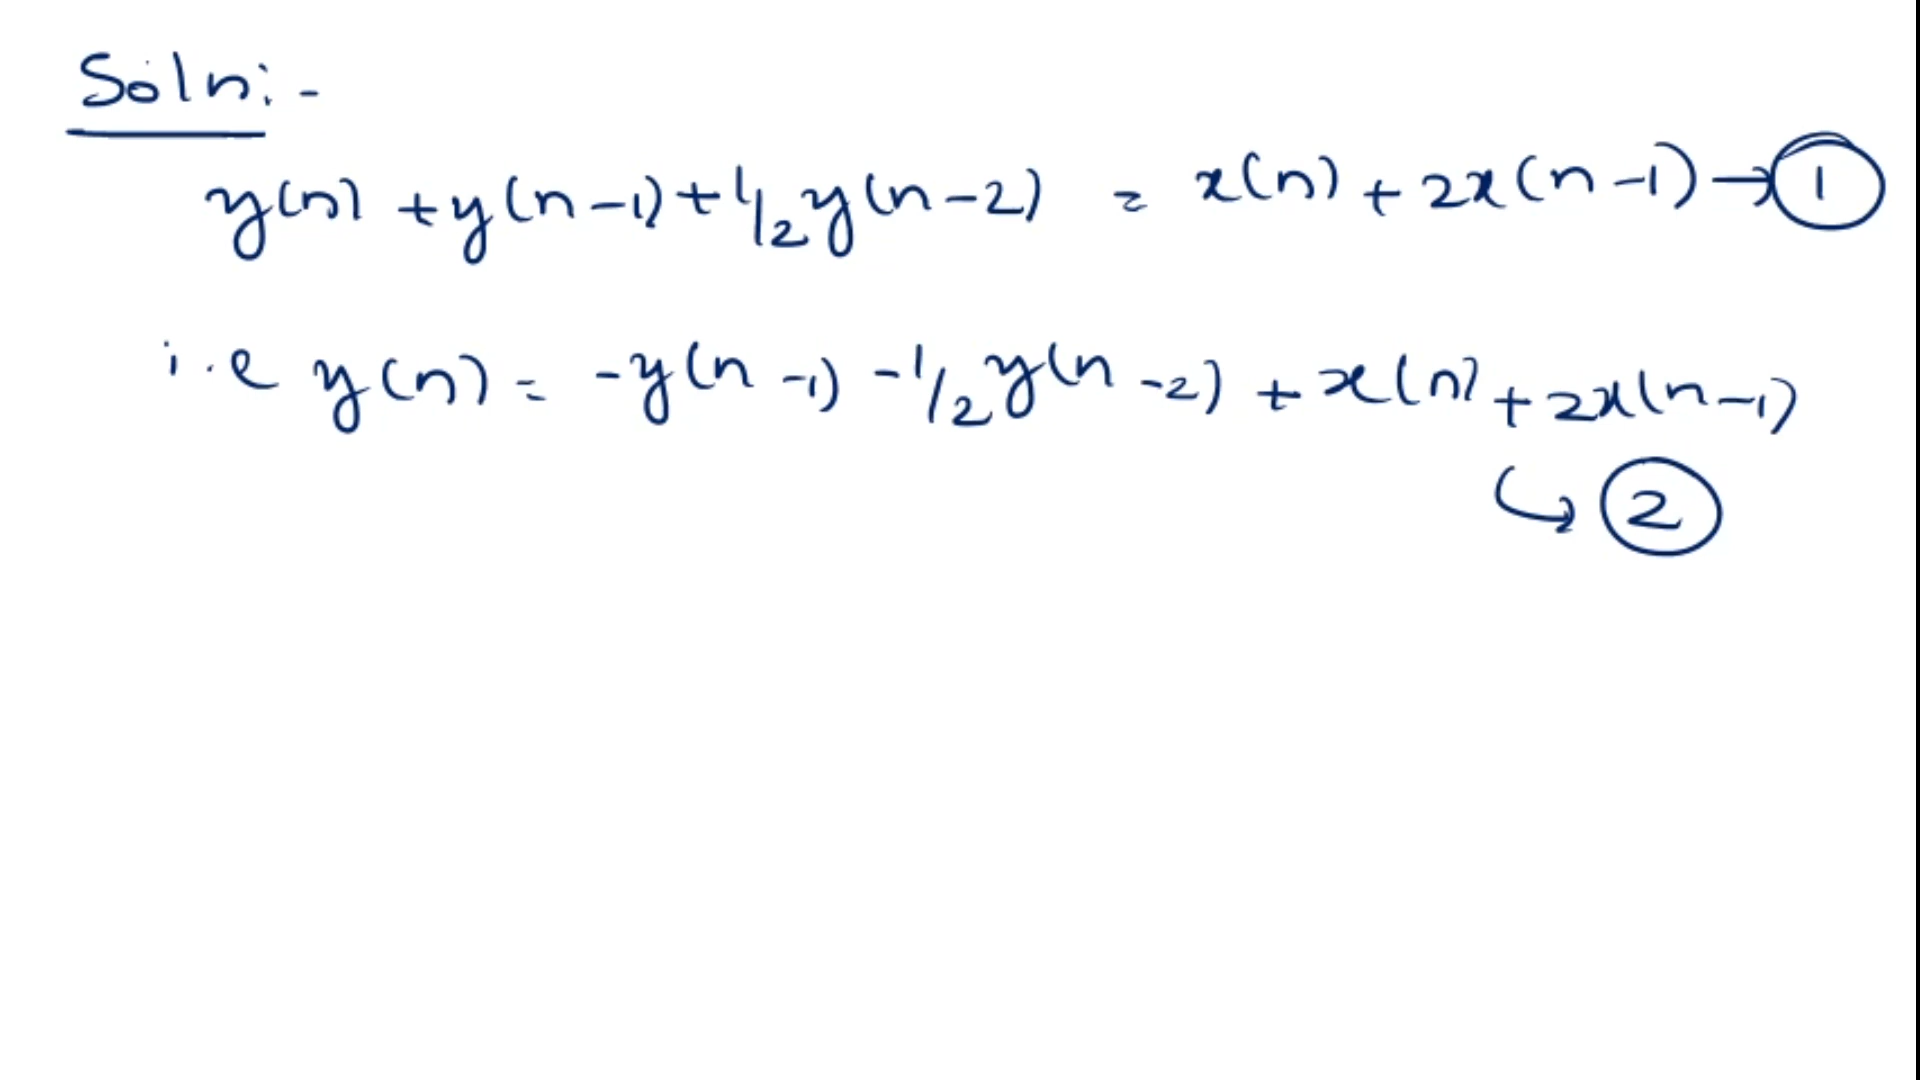 Soln:-
y(n) + y(n-1) + 1/2 y(n-2) = x(n) + 2x(n-1) → 1
i.e y(n) = -y(n-1) - 1/2 y(n-2) + x(n) + 2x(n-1)
↳ 2